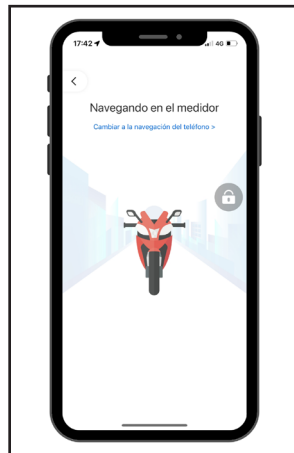 17:42
4G
Navegando en el medidor
Cambiar a la navegación del teléfono >